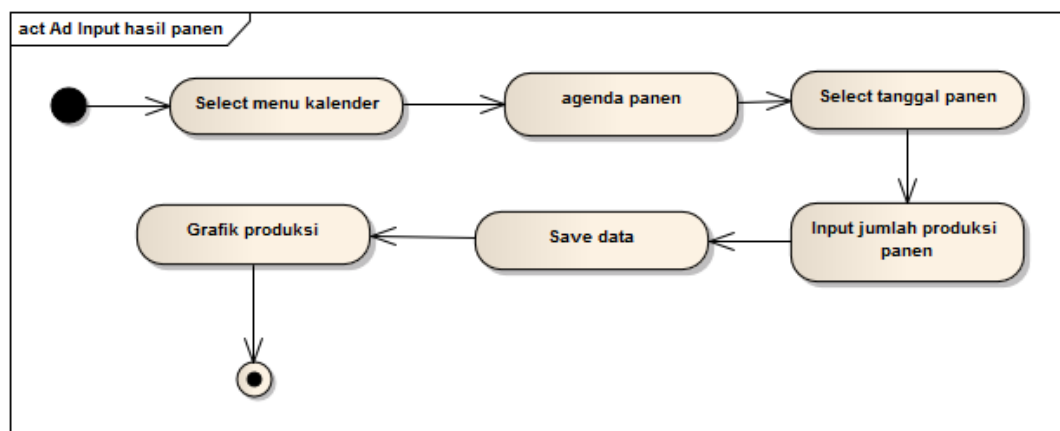 act Ad Input hasil panen
Select menu kalender
agenda panen
Select tanggal panen
Input jumlah produksi
panen
Save data
Grafik produksi